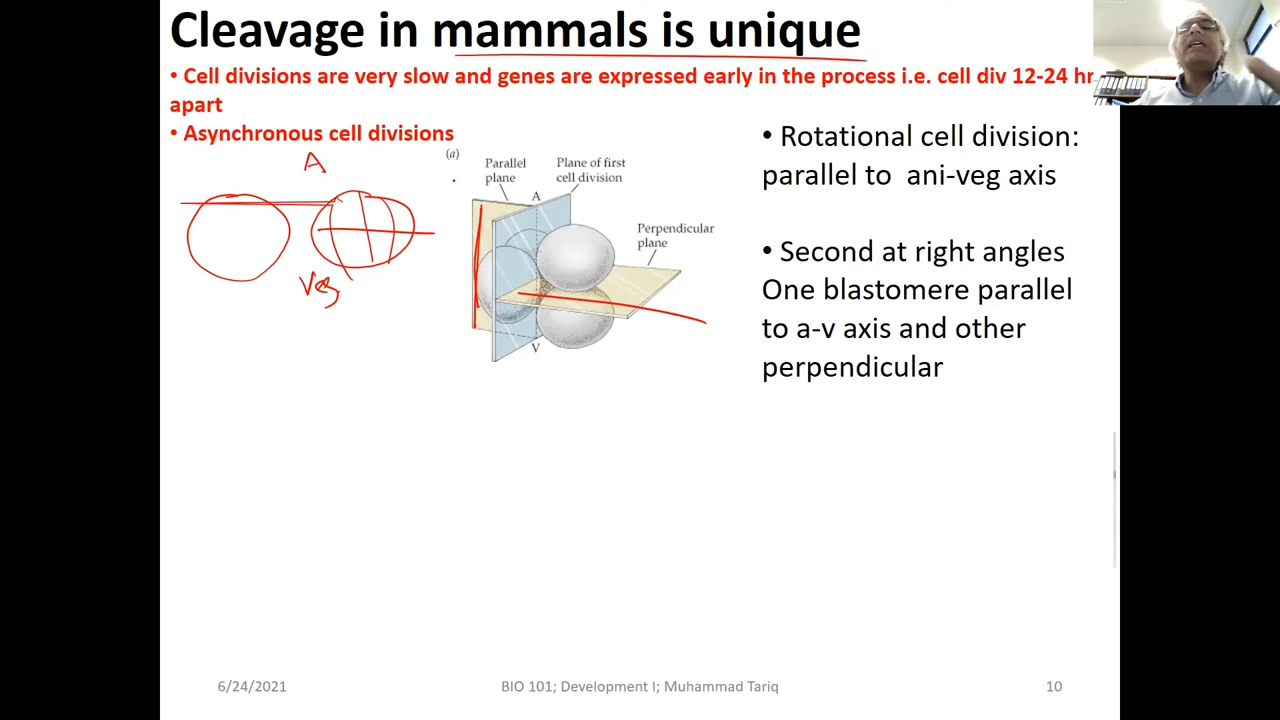 Cleavage in mammals is unique
• Cell divisions are very slow and genes are expressed early in the process i.e. cell div 12-24 hr
apart
• Asynchronous cell divisions
A
Veg
(a)
Parallel
plane
Plane of first
cell division
A
Perpendicular
plane
V
• Rotational cell division:
parallel to ani-veg axis
• Second at right angles
One blastomere parallel
to a-v axis and other
perpendicular
6/24/2021
BIO 101; Development I; Muhammad Tariq
10